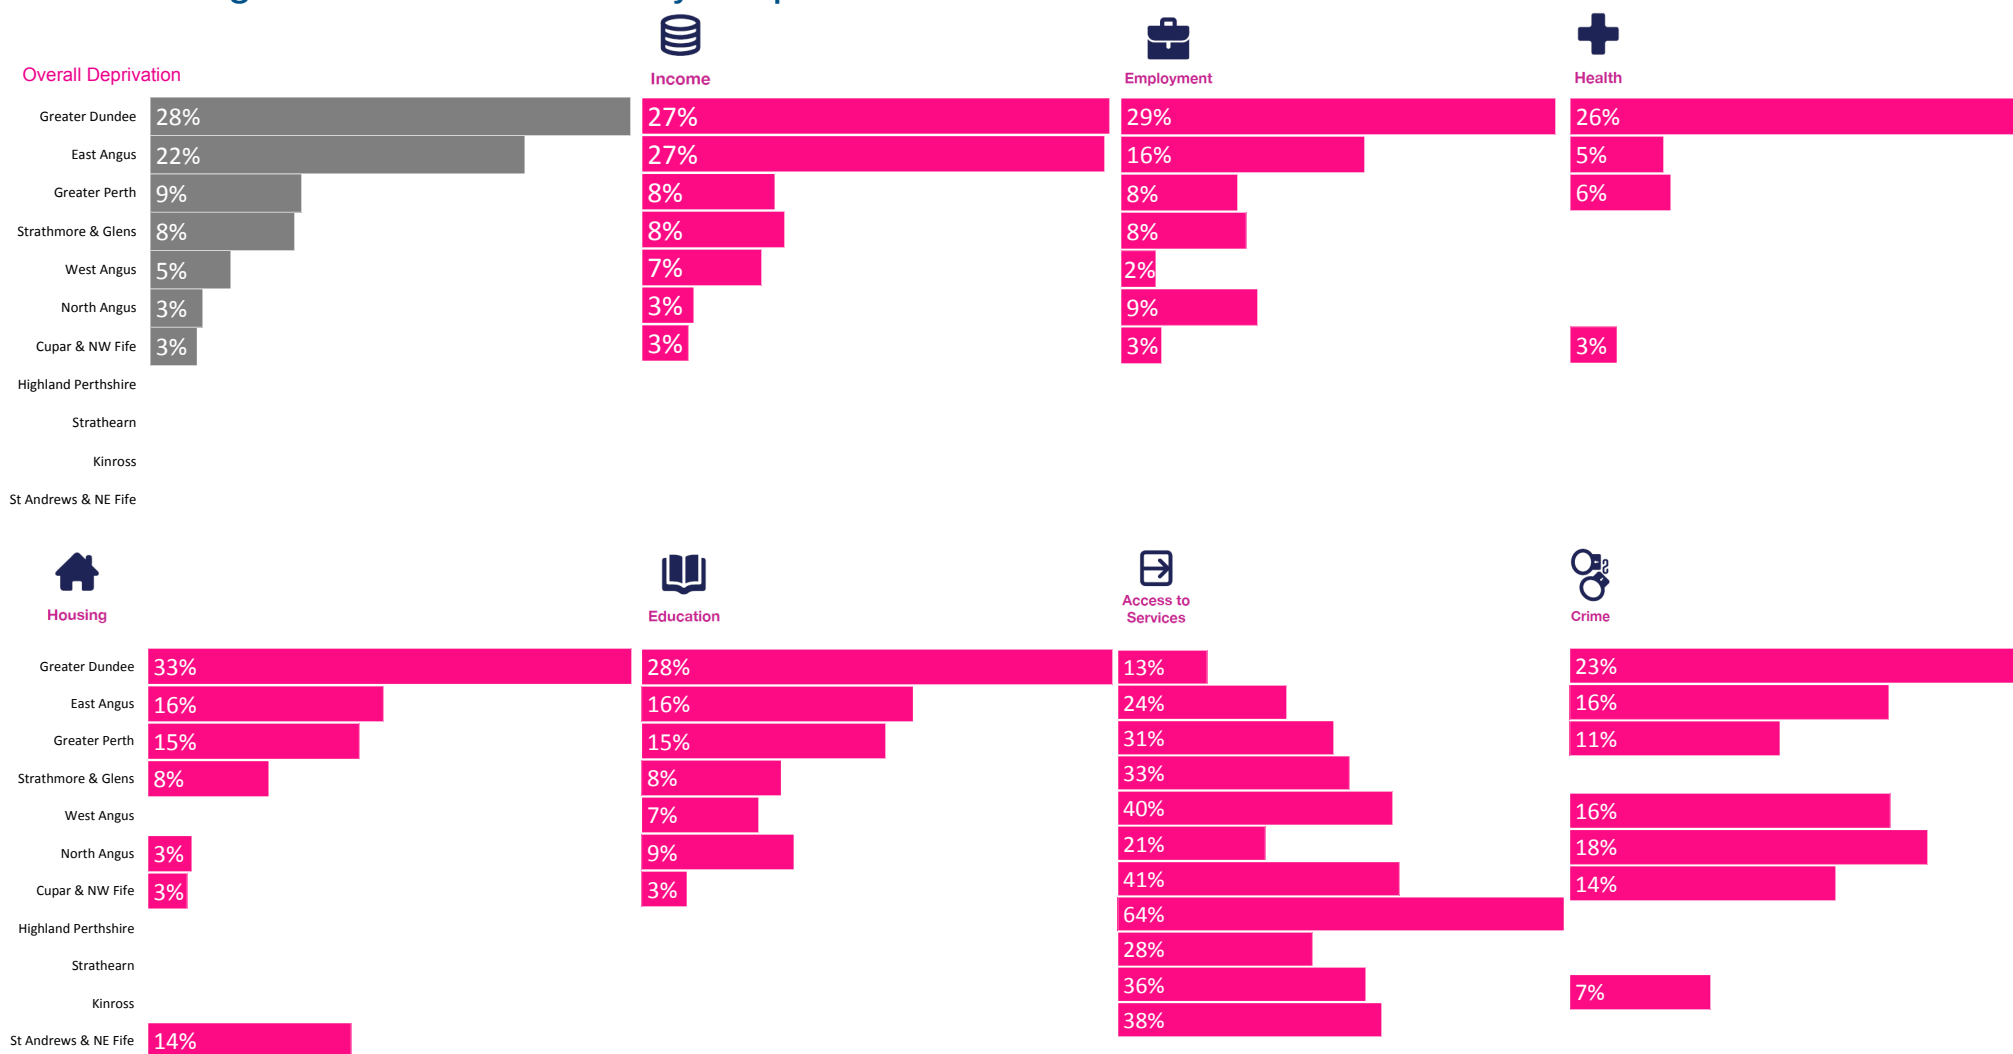 Overall Deprivation
Income
Employment
Health
Greater Dundee 28% 27% 29% 26%
East Angus 22% 27% 16% 5%
Greater Perth 9% 8% 8% 6%
Strathmore & Glens 8% 8% 8%
West Angus 5% 7% 2%
North Angus 3% 3% 9%
Cupar & NW Fife 3% 3% 3% 3%
Highland Perthshire
Strathearn
Kinross
St Andrews & NE Fife
Housing
Education
Access to
Services
Crime
Greater Dundee 33% 28% 13% 23%
East Angus 16% 16% 24% 16%
Greater Perth 15% 15% 31% 11%
Strathmore & Glens 8% 8% 33%
West Angus 7% 40% 16%
North Angus 3% 9% 21% 18%
Cupar & NW Fife 3% 3% 41% 14%
Highland Perthshire 64%
Strathearn 28%
Kinross 36% 7%
St Andrews & NE Fife 14% 38%